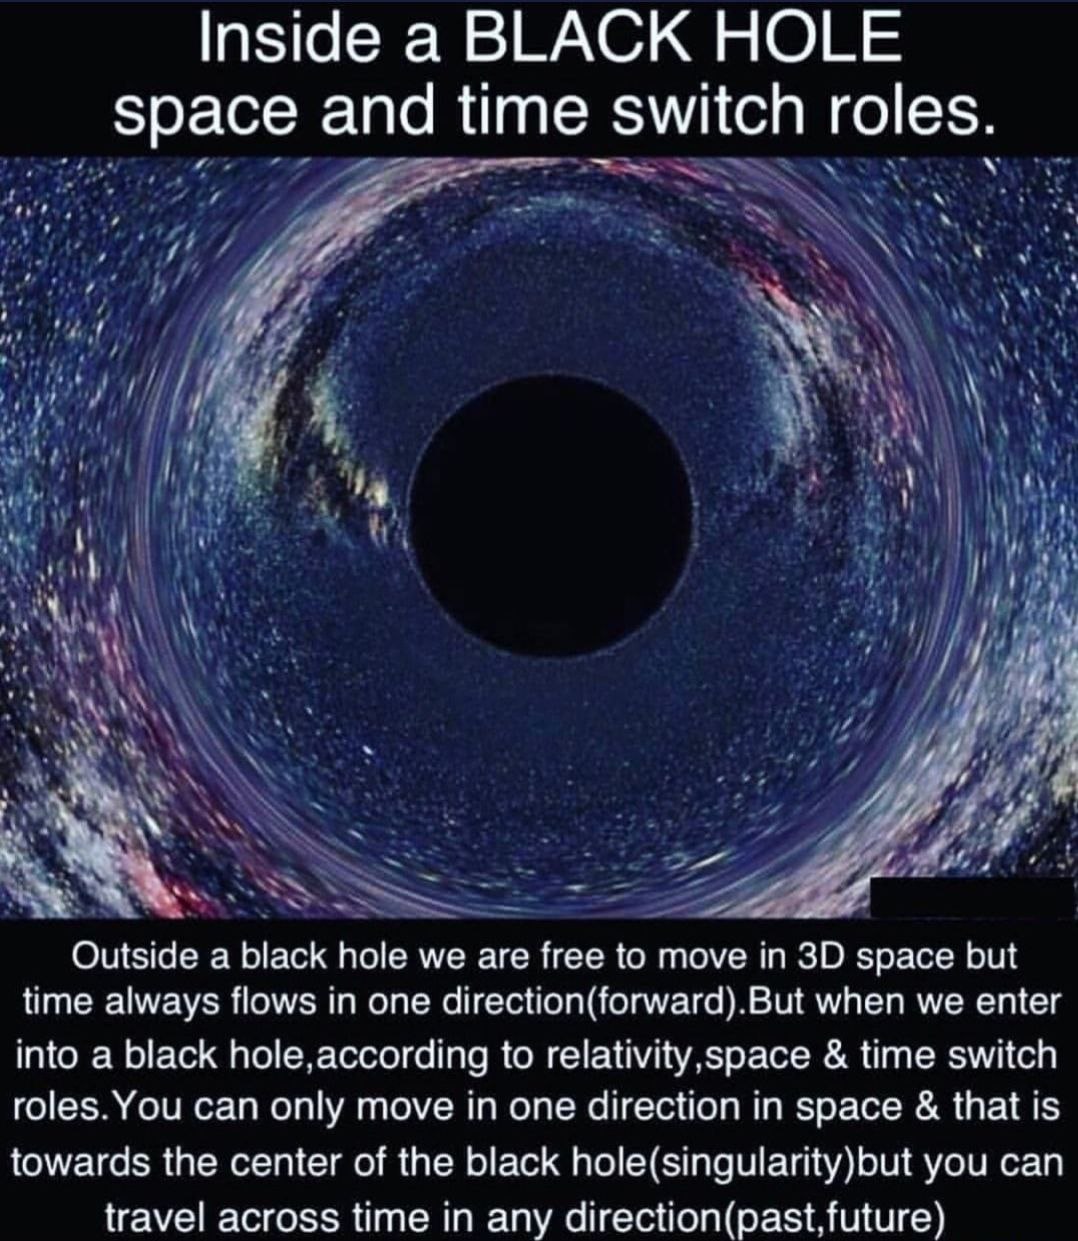 Inside a BLACK HOLE
space and time switch roles.
Outside a black hole we are free to move in 3D space but
time always flows in one direction(forward).But when we enter
into a black hole,according to relativity,space & time switch
roles.You can only move in one direction in space & that is
towards the center of the black hole(singularity)but you can
travel across time in any direction(past,future)